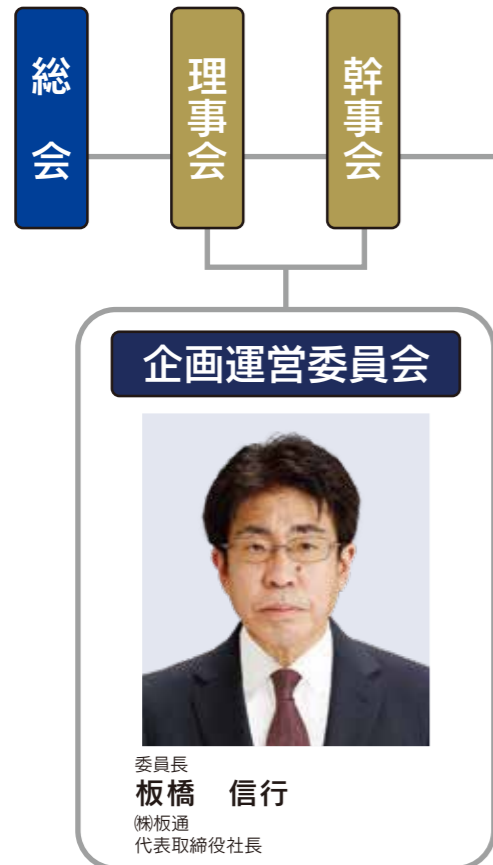 総会
理事会
幹事会
企画運営委員会
委員長
板橋　信行
㈱板通
代表取締役社長